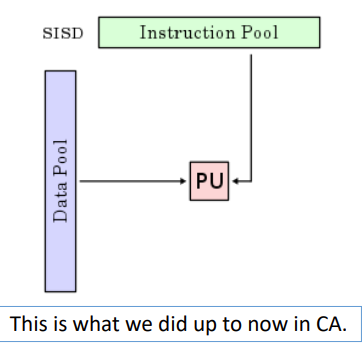 SISD
Instruction Pool
Data Pool
PU
This is what we did up to now in CA.